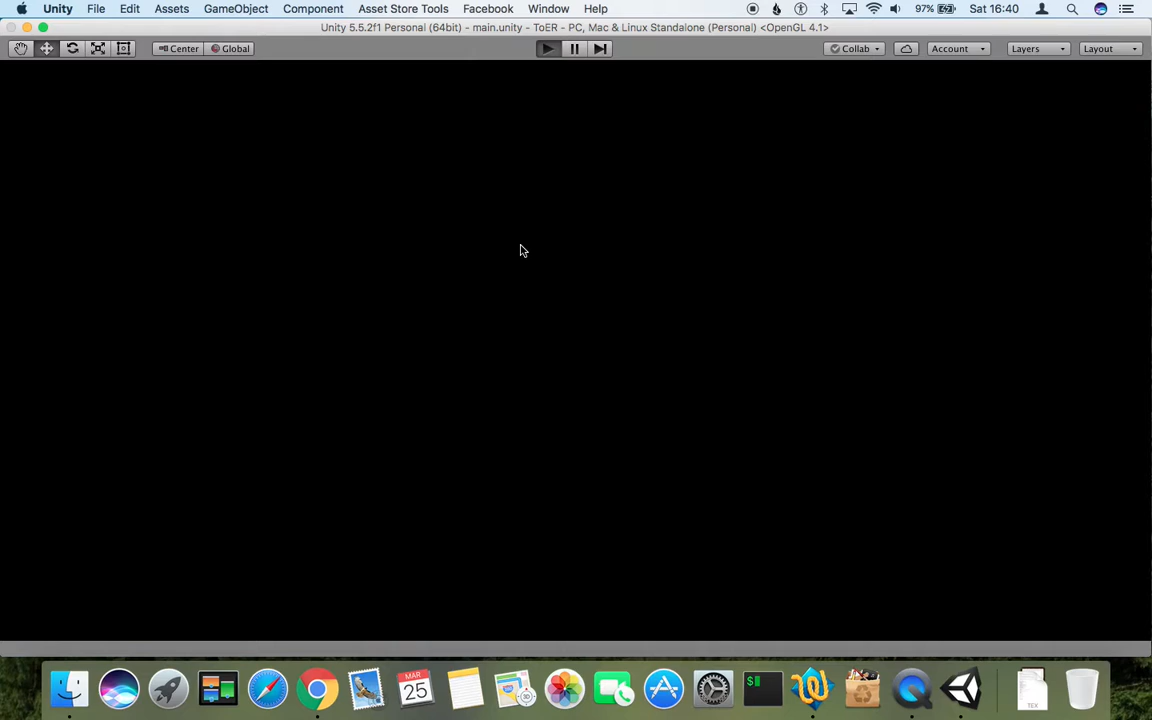 Unity File Edit Assets GameObject Component Asset Store Tools Facebook Window Help 97% Sat 16:40
Unity 5.5.2f1 Personal (64bit) - main.unity - ToER - PC, Mac & Linux Standalone (Personal) <OpenGL 4.1>
Center Global Collab Account Layers Layout
MAR
25
3D
$
TEX